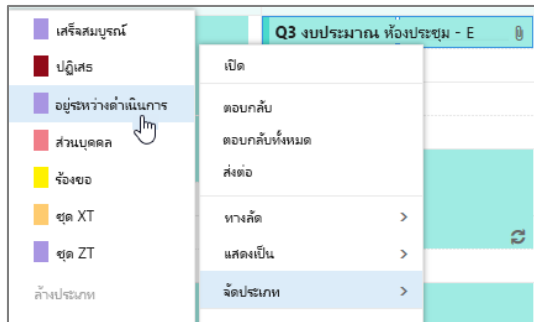 เสร็จสมบูรณ์
ปฏิเสธ
อยู่ระหว่างดำเนินการ
ส่วนบุคคล
ร้องขอ
ชุด XT
ชุด ZT
ล้างประเภท
Q3 งบประมาณ ห้องประชุม - E
เปิด
ตอบกลับ
ตอบกลับทั้งหมด
ส่งต่อ
ทางลัด
แสดงเป็น
จัดประเภท